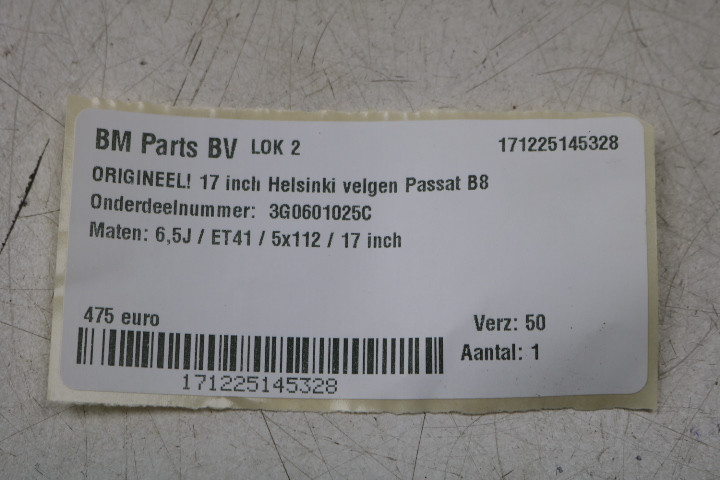 BM Parts BV LOK 2 171225145328
ORIGINEEL! 17 inch Helsinki velgen Passat B8
Onderdeelnummer: 3G0601025C
Maten: 6,5J / ET41 / 5x112 / 17 inch
475 euro Verz: 50
Aantal: 1
171225145328